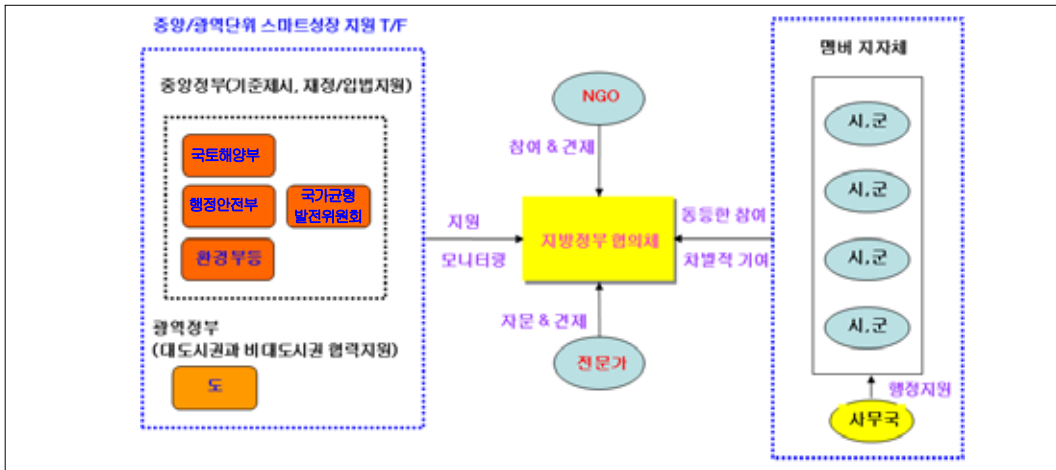 중앙/광역단위 스마트성장 지원 T/F
중앙정부(기준제시, 재정/입법지원)
국토해양부
행정안전부
국가균형
발전위원회
환경부등
광역정부
(대도시권과 비대도시권 협력지원)
도
NGO
참여 & 견제
지원
모니터링
지방정부 협의체
동등한 참여
차별적 기여
자문 & 견제
전문가
멤버 지자체
시,군
시,군
시,군
시,군
행정지원
사무국